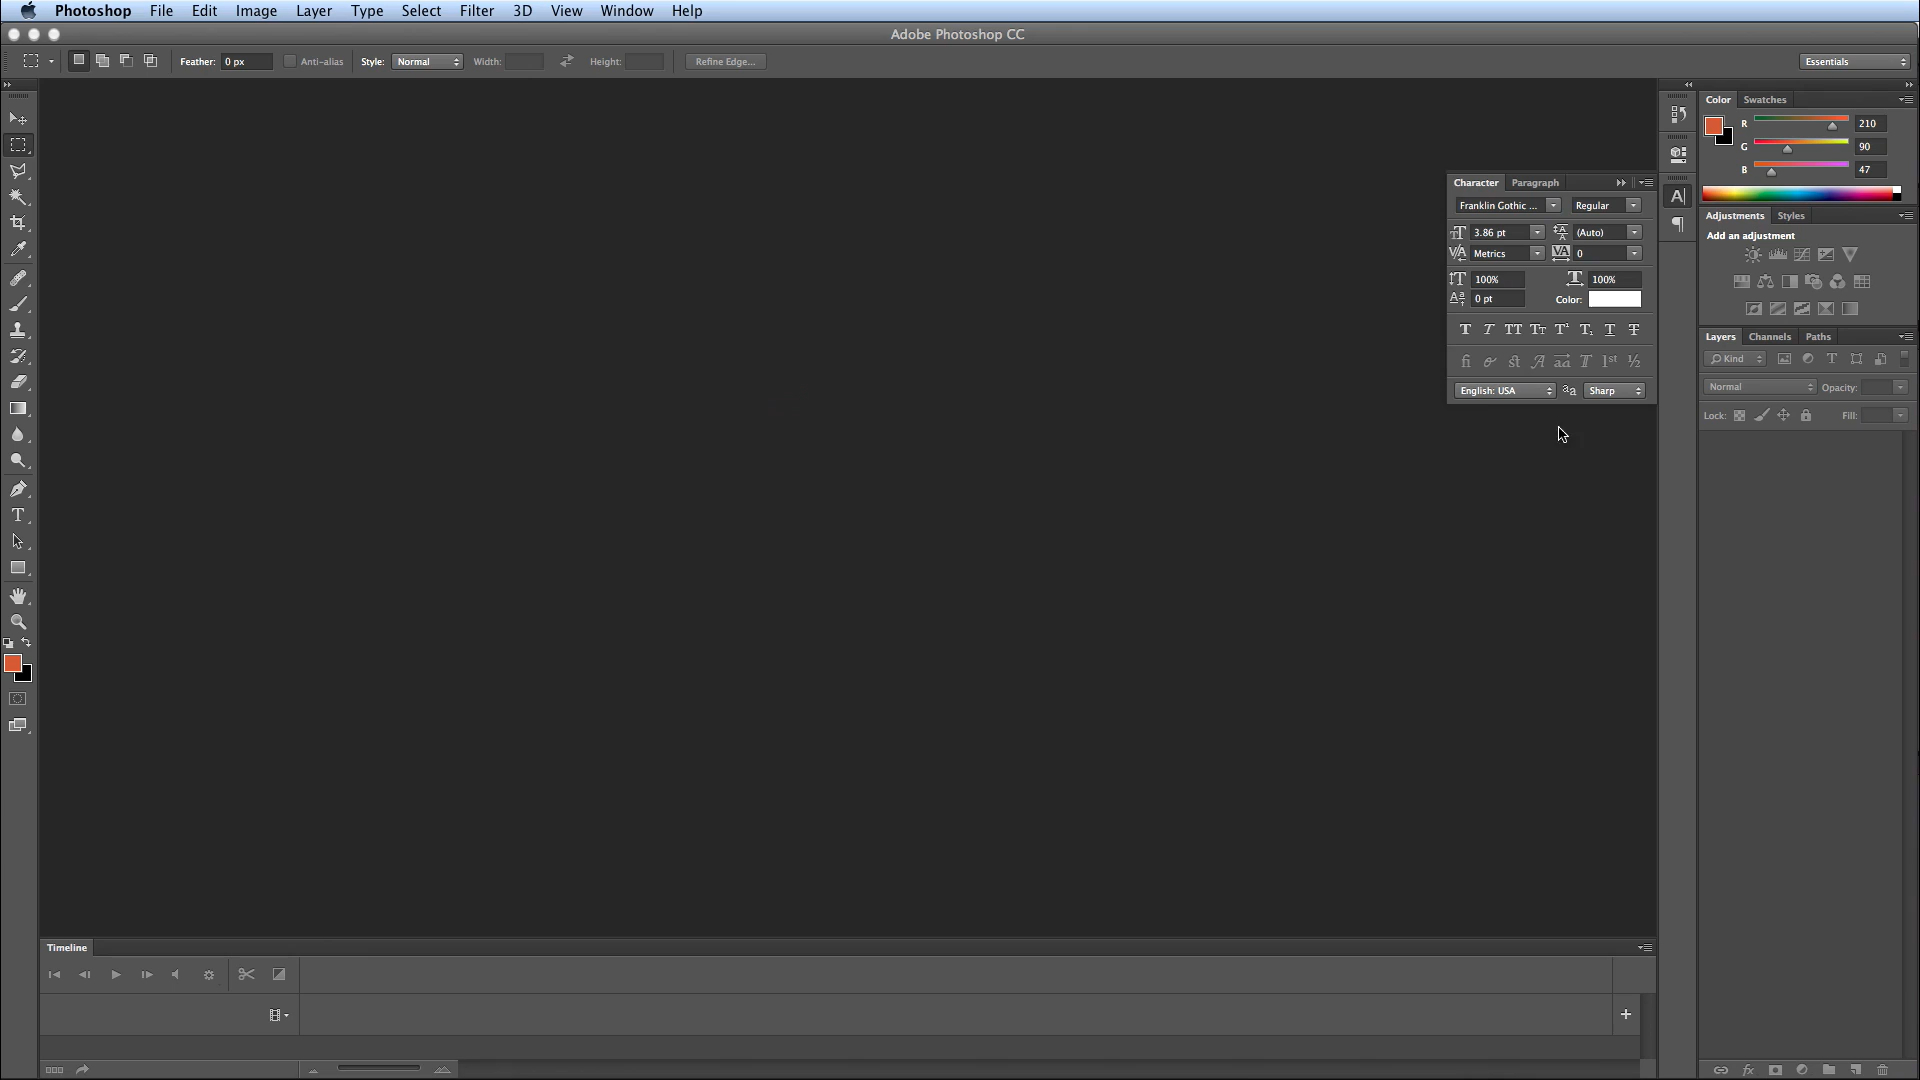 Photoshop File Edit Image Layer Type Select Filter 3D View Window Help
Adobe Photoshop CC
Feather: 0 px Anti-alias Style: Normal Width: Height: Refine Edge... Essentials
Color Swatches
R 210
G 90
B 47
Character Paragraph
Franklin Gothic ... Regular
3.86 pt (Auto)
Metrics 0
100% 100%
0 pt Color:
English: USA Sharp
Adjustments Styles
Add an adjustment
Layers Channels Paths
Kind
Normal Opacity:
Lock: Fill:
Timeline